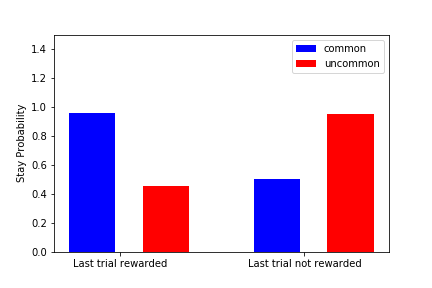 1.4
1.2
1.0
0.8
0.6
0.4
0.2
0.0
Stay Probability
common
uncommon
Last trial rewarded
Last trial not rewarded